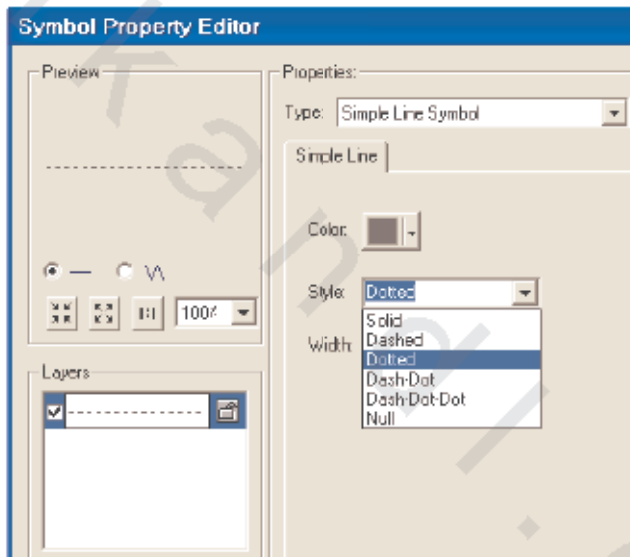 Symbol Property Editor
Preview
Properties:
Type: Simple Line Symbol
Simple Line
Color:
Style: Dotted
Solid
Dashed
Dotted
Dash-Dot
Dash-Dot-Dot
Null
Width:
1:1
100%
Layers